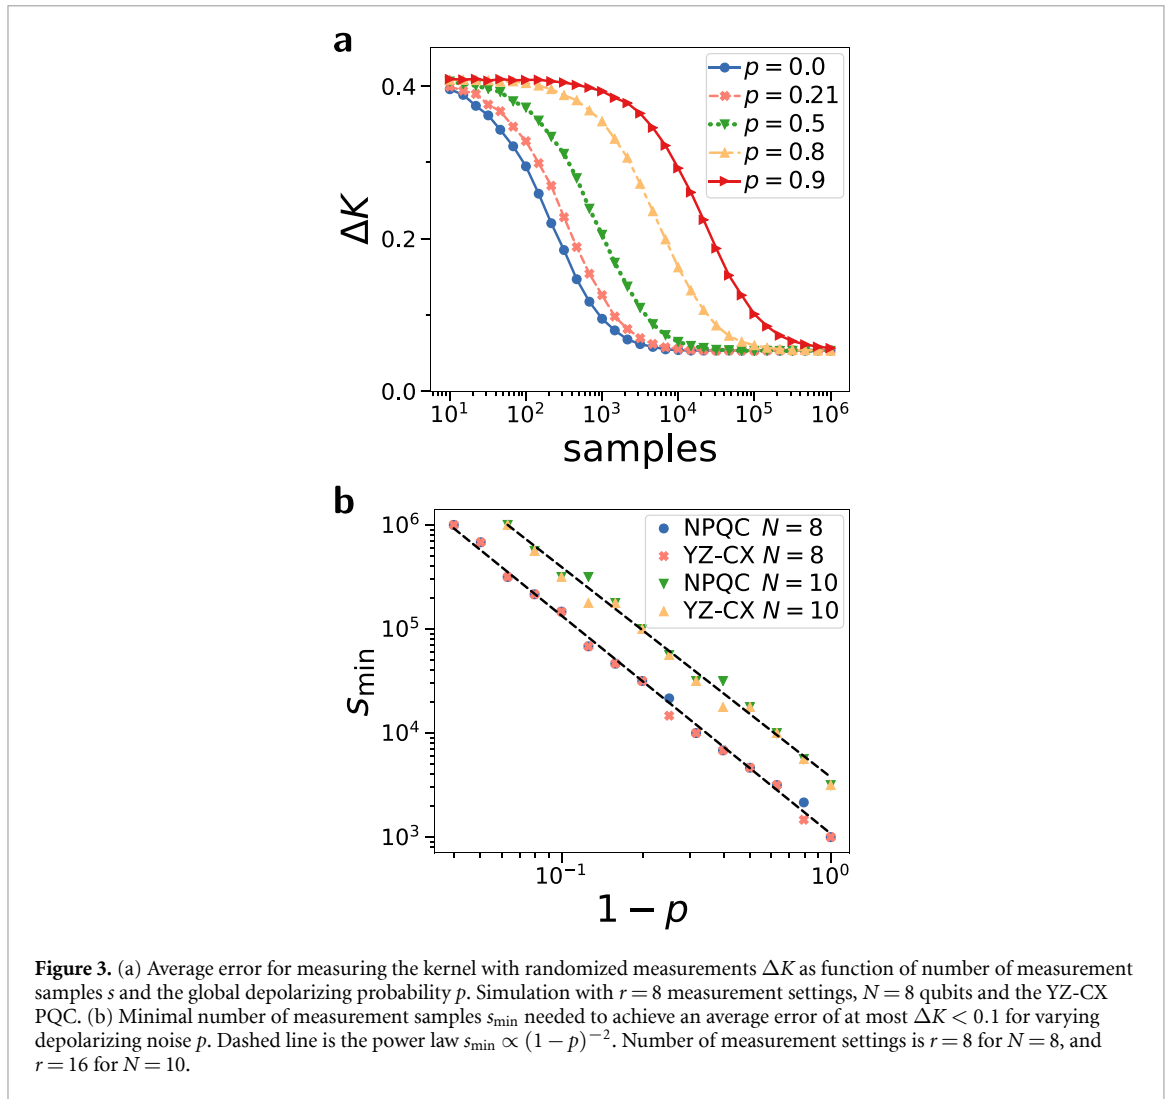 a
0.4
0.2
0.0
ΔK
p = 0.0
p = 0.21
p = 0.5
p = 0.8
p = 0.9
10¹ 10² 10³ 10⁴ 10⁵ 10⁶
samples
b
10⁶
10⁵
10⁴
10³
s_min
NPQC N = 8
YZ-CX N = 8
NPQC N = 10
YZ-CX N = 10
10⁻¹ 10⁰
1 − p
Figure 3. (a) Average error for measuring the kernel with randomized measurements ΔK as function of number of measurement
samples s and the global depolarizing probability p. Simulation with r = 8 measurement settings, N = 8 qubits and the YZ-CX
PQC. (b) Minimal number of measurement samples s_min needed to achieve an average error of at most ΔK < 0.1 for varying
depolarizing noise p. Dashed line is the power law s_min ∝ (1 − p)⁻². Number of measurement settings is r = 8 for N = 8, and
r = 16 for N = 10.